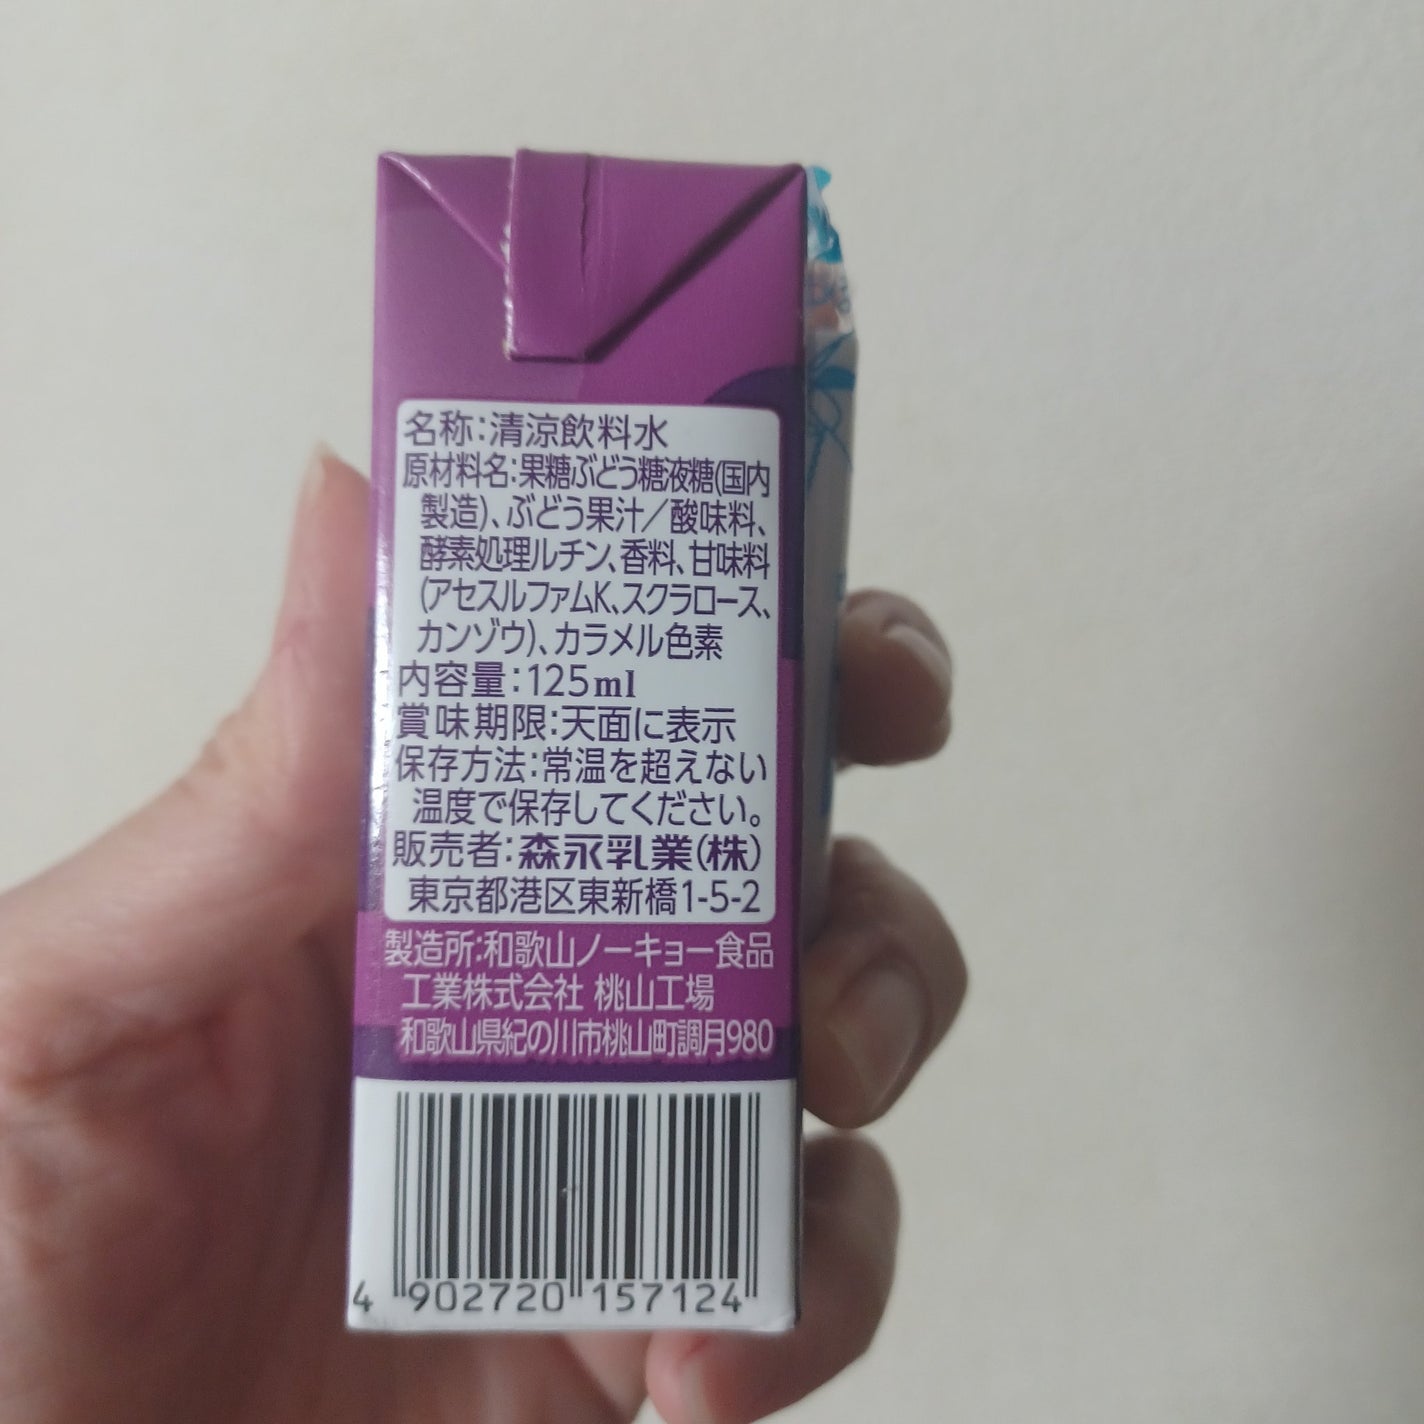 名称:清涼飲料水
原材料名:果糖ぶどう糖液糖(国内
製造)、ぶどう果汁／酸味料、
酵素処理ルチン、香料、甘味料
(アセスルファムK、スクラロース、
カンゾウ)、カラメル色素
内容量:125ml
賞味期限:天面に表示
保存方法:常温を超えない
温度で保存してください。
販売者:森永乳業(株)
東京都港区東新橋1-5-2
製造所:和歌山ノーキョー食品
工業株式会社 桃山工場
和歌山県紀の川市桃山町調月980
4 902720 157124